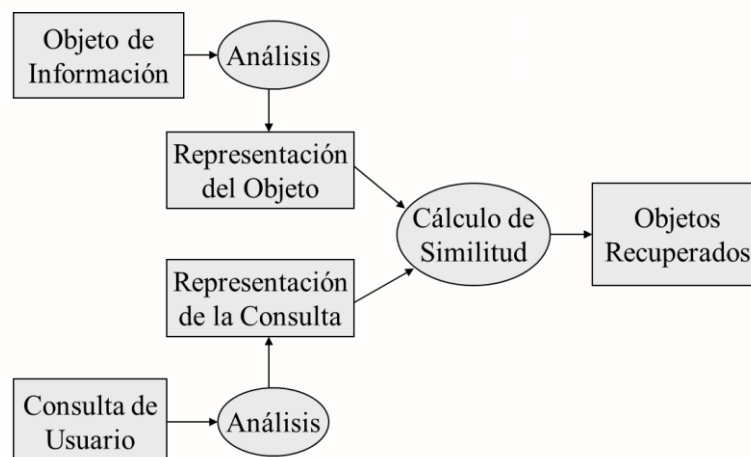 Objeto de
Información
Análisis
Representación
del Objeto
Cálculo de
Similitud
Objetos
Recuperados
Representación
de la Consulta
Consulta de
Usuario
Análisis